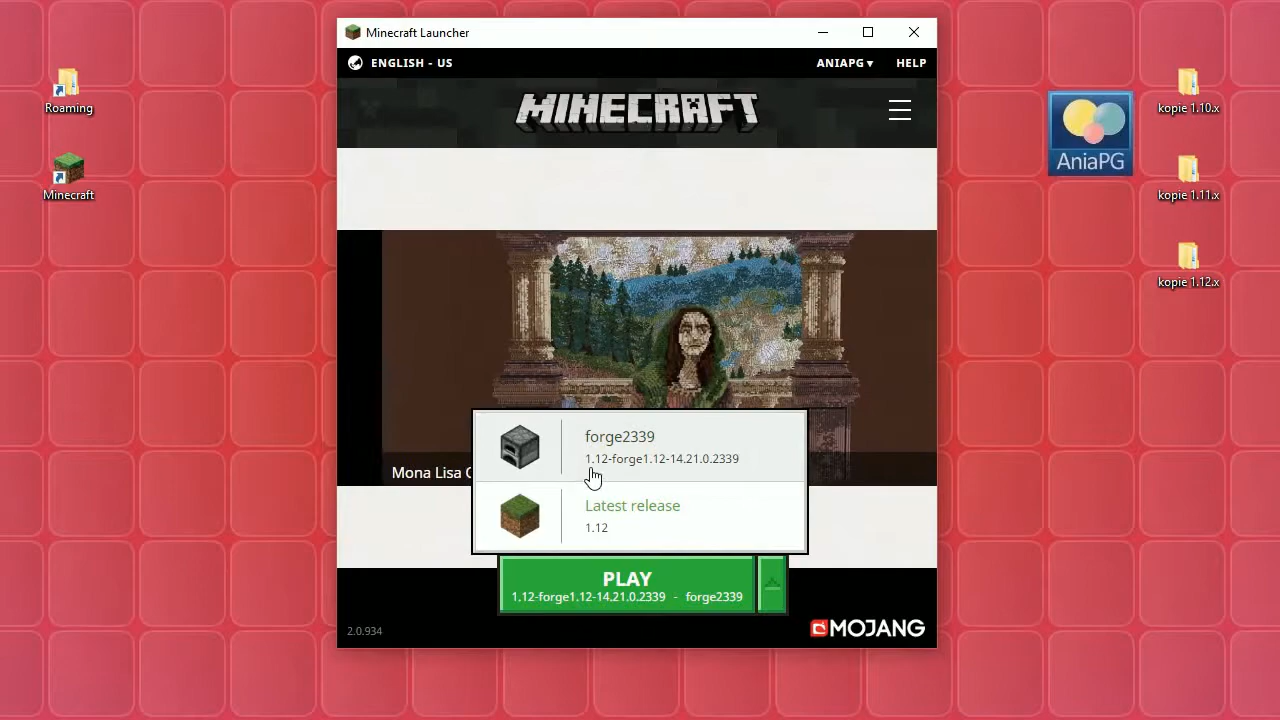 Minecraft Launcher
ENGLISH - US
ANIAPG▼
HELP
MINECRAFT
Roaming
Minecraft
AniaPG
kopie 1.10.x
kopie 1.11.x
kopie 1.12.x
Mona Lisa
forge2339
1.12-forge1.12-14.21.0.2339
Latest release
1.12
PLAY
1.12-forge1.12-14.21.0.2339 - forge2339
2.0.934
MOJANG